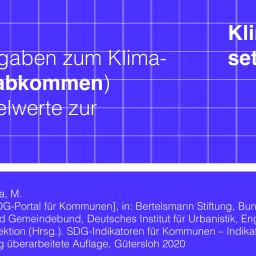 Kli
gaben zum Klima-
set
abkommen)
elwerte zur
a, M.
DG-Portal für Kommunen], in: Bertelsmann Stiftung, Bun
d Gemeindebund, Deutsches Institut für Urbanistik, Eng
ektion (Hrsg.). SDG-Indikatoren für Kommunen – Indika
g überarbeitete Auflage, Gütersloh 2020